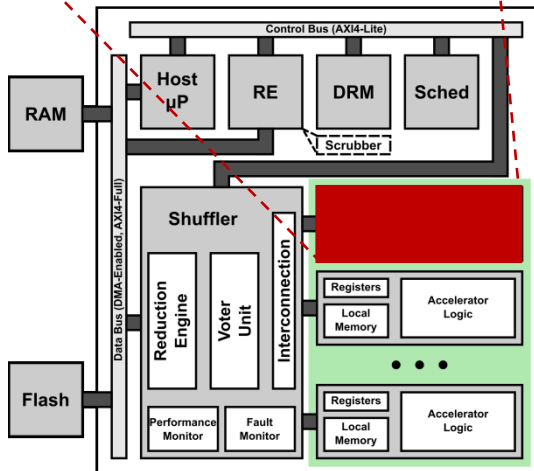 Control Bus (AXI4-Lite)
Host
µP
RE
DRM
Sched
RAM
Scrubber
Data Bus (DMA-Enabled, AXI4-Full)
Shuffler
Reduction
Engine
Voter
Unit
Interconnection
Registers
Local
Memory
Accelerator
Logic
• • •
Flash
Performance
Monitor
Fault
Monitor
Registers
Local
Memory
Accelerator
Logic